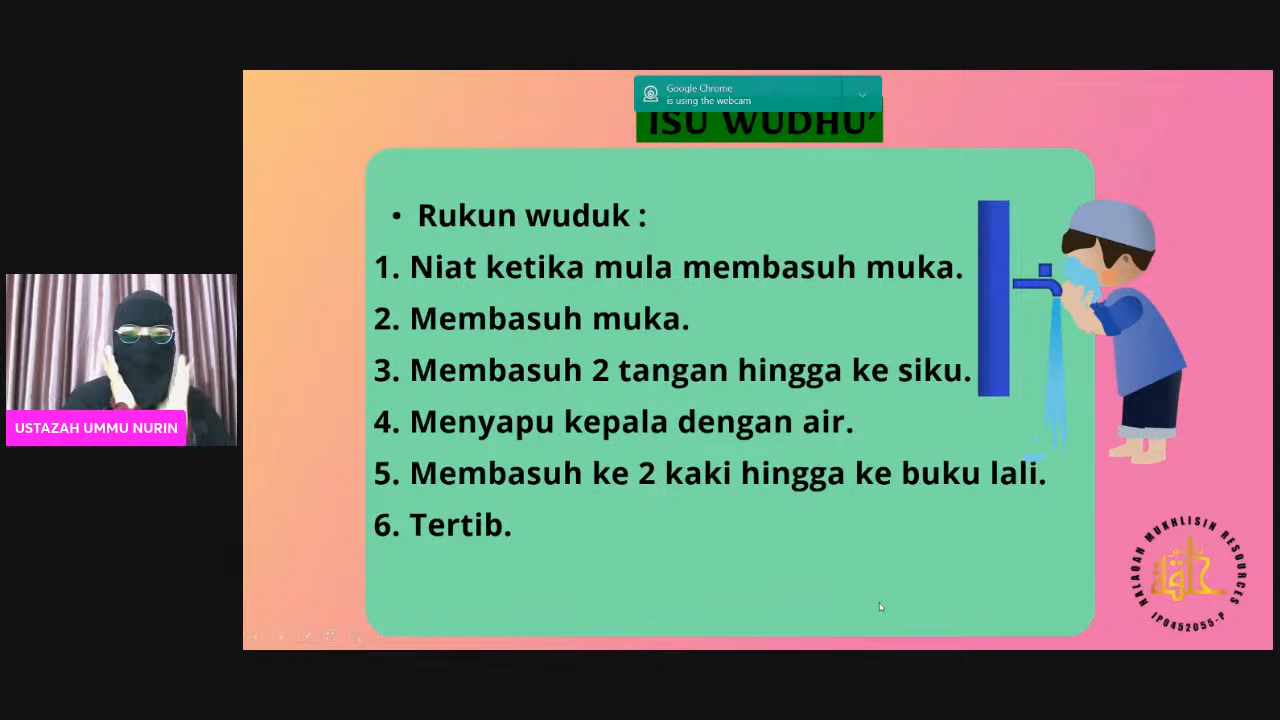 Google Chrome
is using the webcam
ISU WUDHU'
• Rukun wuduk :
1. Niat ketika mula membasuh muka.
2. Membasuh muka.
3. Membasuh 2 tangan hingga ke siku.
4. Menyapu kepala dengan air.
5. Membasuh ke 2 kaki hingga ke buku lali.
6. Tertib.
USTAZAH UMMU NURIN
HALAQAH MUKHLISIN RESOURCES
IP0452055-P